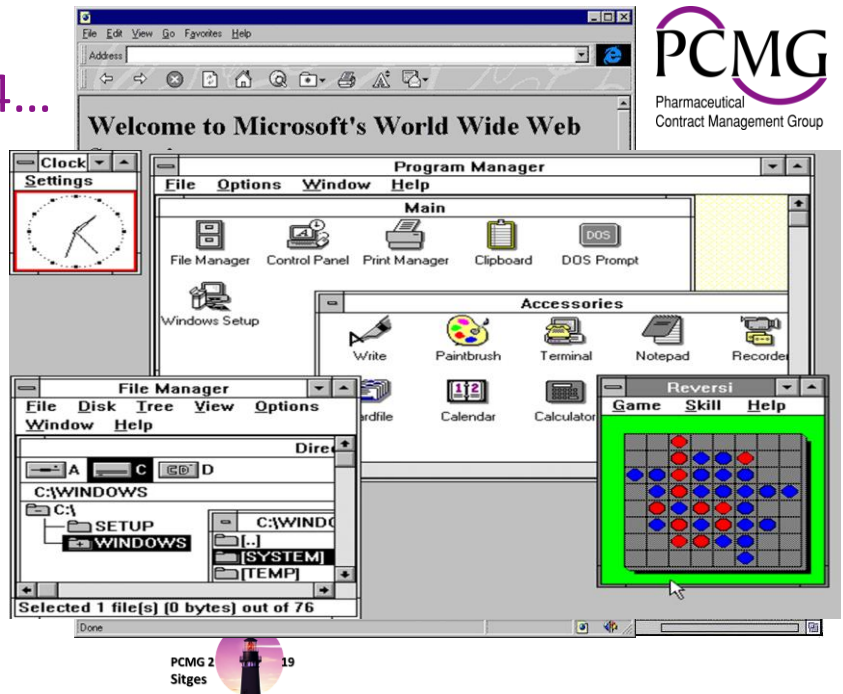 4...
File Edit View Go Favorites Help
Address
Welcome to Microsoft's World Wide Web
PCMG
Pharmaceutical
Contract Management Group
Clock
Settings
Program Manager
File Options Window Help
Main
File Manager Control Panel Print Manager Clipboard DOS Prompt
DOS
Windows Setup
Accessories
Write Paintbrush Terminal Notepad Recorder
Calendar Calculator
File Manager
File Disk Tree View Options
Window Help
A C D
C:\WINDOWS
C:\
SETUP
WINDOWS
[..]
[SYSTEM]
[TEMP]
Selected 1 file(s) (0 bytes) out of 76
Reversi
Game Skill Help
Done
PCMG 2 19
Sitges